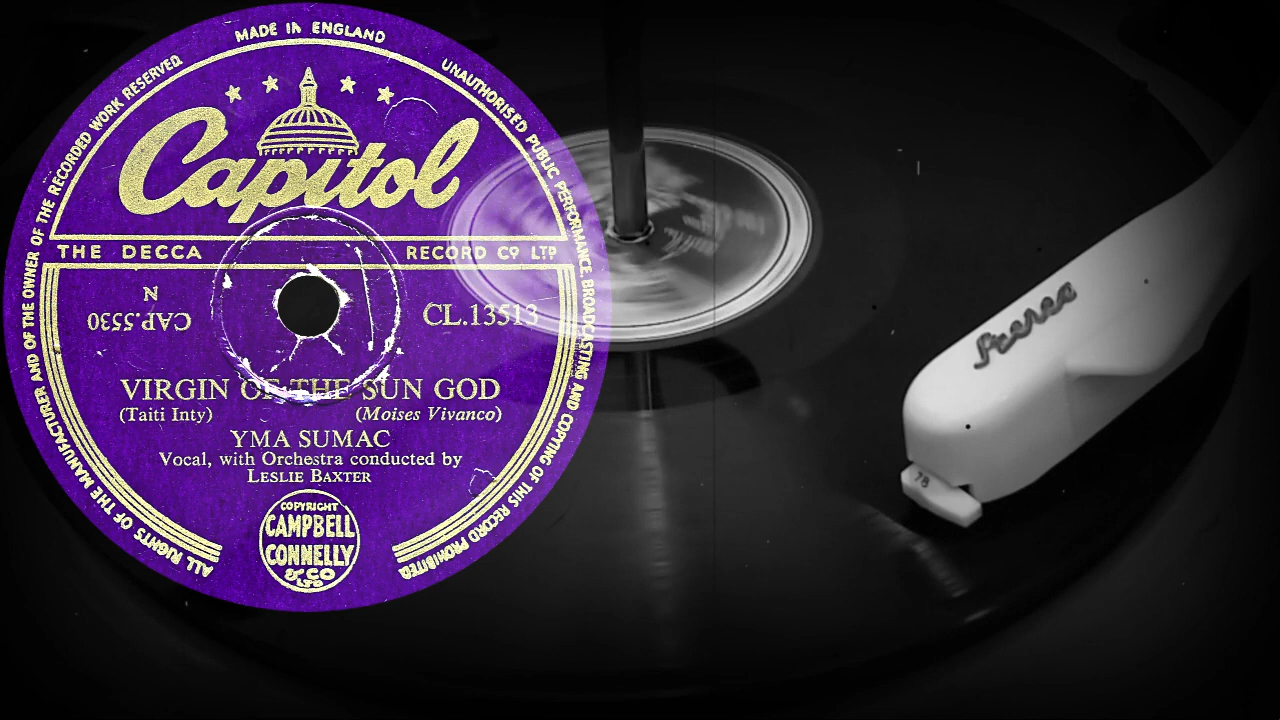 MADE IN ENGLAND
UNAUTHORISED PUBLIC PERFORMANCE, BROADCASTING AND COPYING OF THIS RECORD PROHIBITED
ALL RIGHTS OF THE MANUFACTURER AND OF THE OWNER OF THE RECORDED WORK RESERVED
Capitol
THE DECCA RECORD CO LTD
N
CAP.5530
CL.13513
VIRGIN OF THE SUN GOD
(Taiti Inty) (Moises Vivanco)
YMA SUMAC
Vocal, with Orchestra conducted by
LESLIE BAXTER
COPYRIGHT
CAMPBELL
CONNELLY
& CO
LTD
Stereo
78